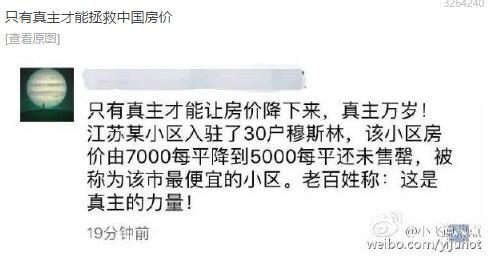 3264240
只有真主才能拯救中国房价
[查看原图]
只有真主才能让房价降下来，真主万岁！
江苏某小区入驻了30户穆斯林，该小区房
价由7000每平降到5000每平还未售罄，被
称为该市最便宜的小区。老百姓称：这是
真主的力量！
19分钟前
weibo.com/yijunot